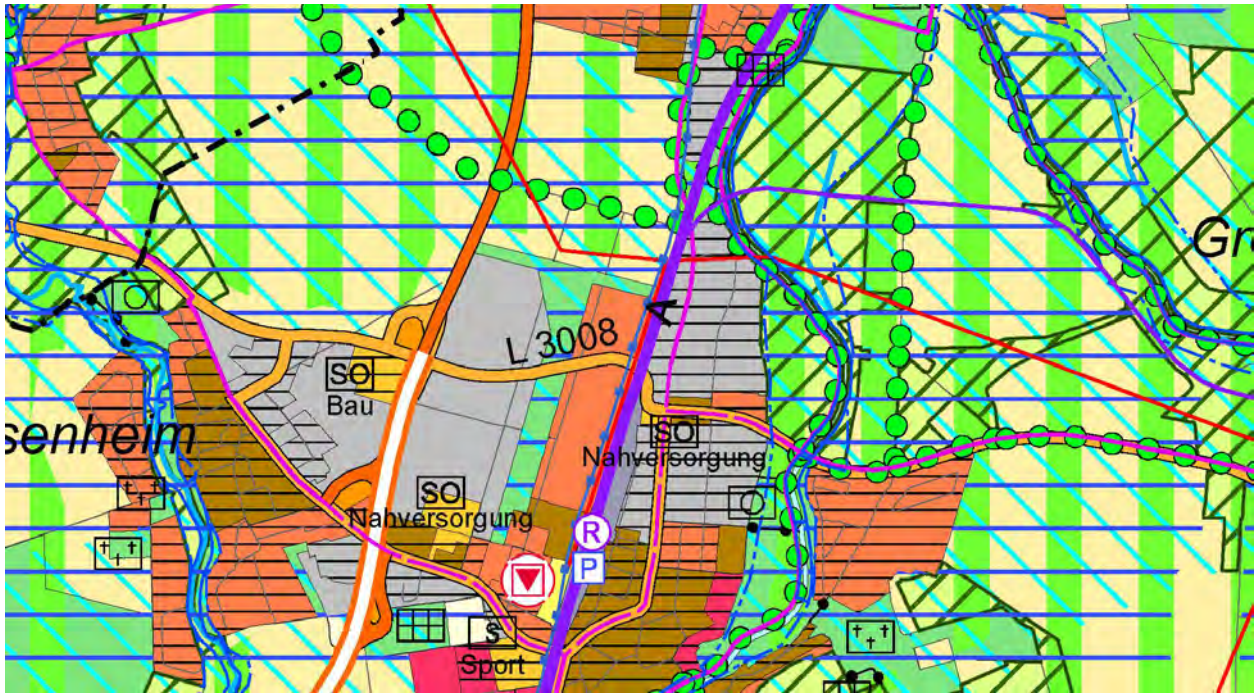 Gr
A
L 3008
SO
Bau
senheim
SO
Nahversorgung
SO
Nahversorgung
R
P
S
Sport